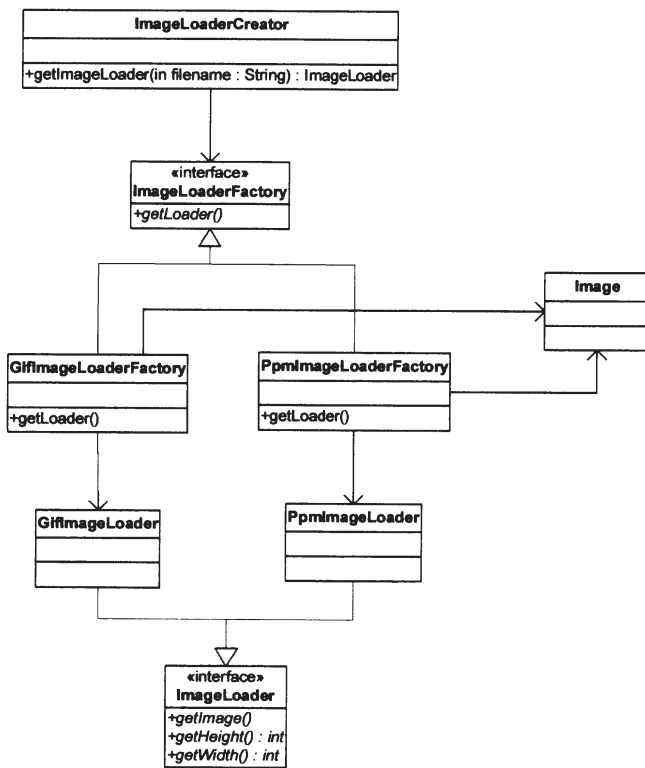 ImageLoaderCreator
+getImageLoader(in filename : String) : ImageLoader
«interface»
ImageLoaderFactory
+getLoader()
Image
GifImageLoaderFactory
+getLoader()
PpmImageLoaderFactory
+getLoader()
GifImageLoader
PpmImageLoader
«interface»
ImageLoader
+getImage()
+getHeight() : int
+getWidth() : int